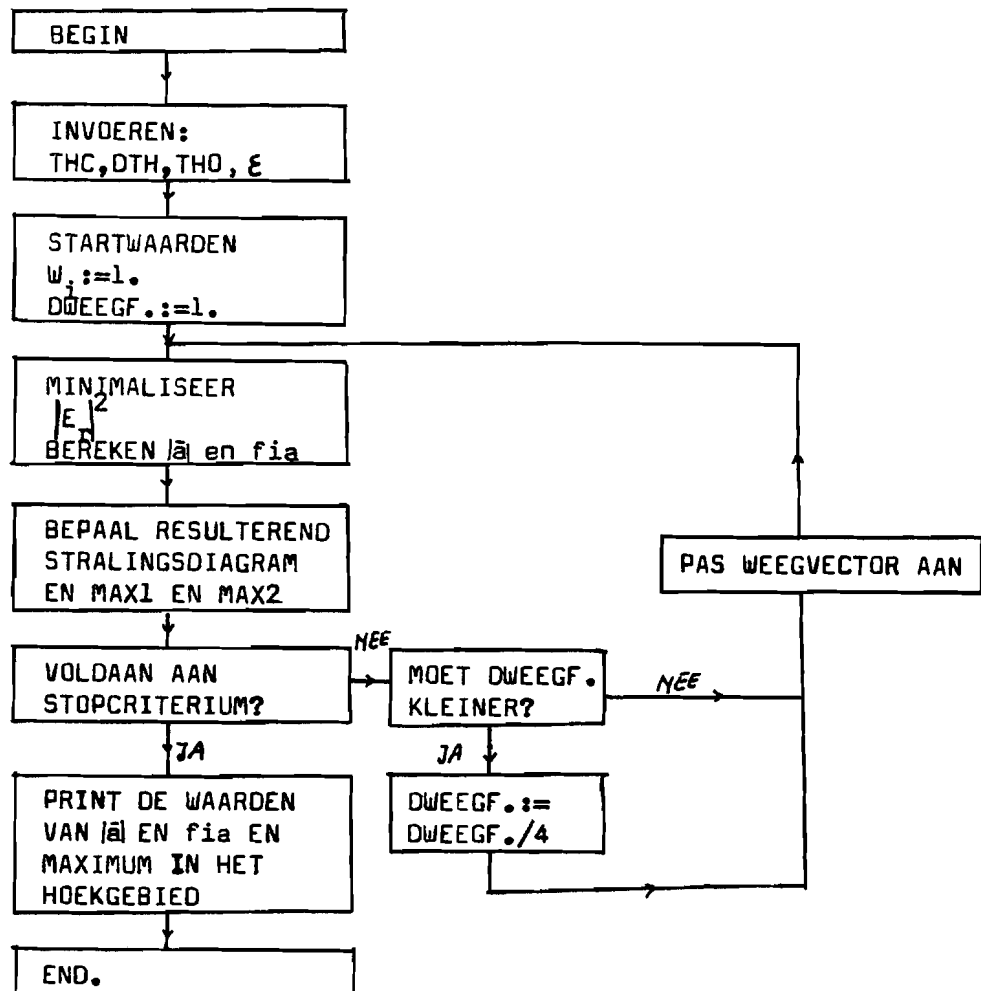 BEGIN
INVOEREN:
THC,DTH,THO, ε
STARTWAARDEN
W_i:=1.
DWEEGF.:=1.
MINIMALISEER
|E_r|²
BEREKEN |ā| en fia
BEPAAL RESULTEREND
STRALINGSDIAGRAM
EN MAX1 EN MAX2
VOLDAAN AAN
STOPCRITERIUM?
NEE
MOET DWEEGF.
KLEINER?
NEE
PAS WEEGVECTOR AAN
JA
DWEEGF.:=
DWEEGF./4
JA
PRINT DE WAARDEN
VAN |ā| EN fia EN
MAXIMUM IN HET
HOEKGEBIED
END.